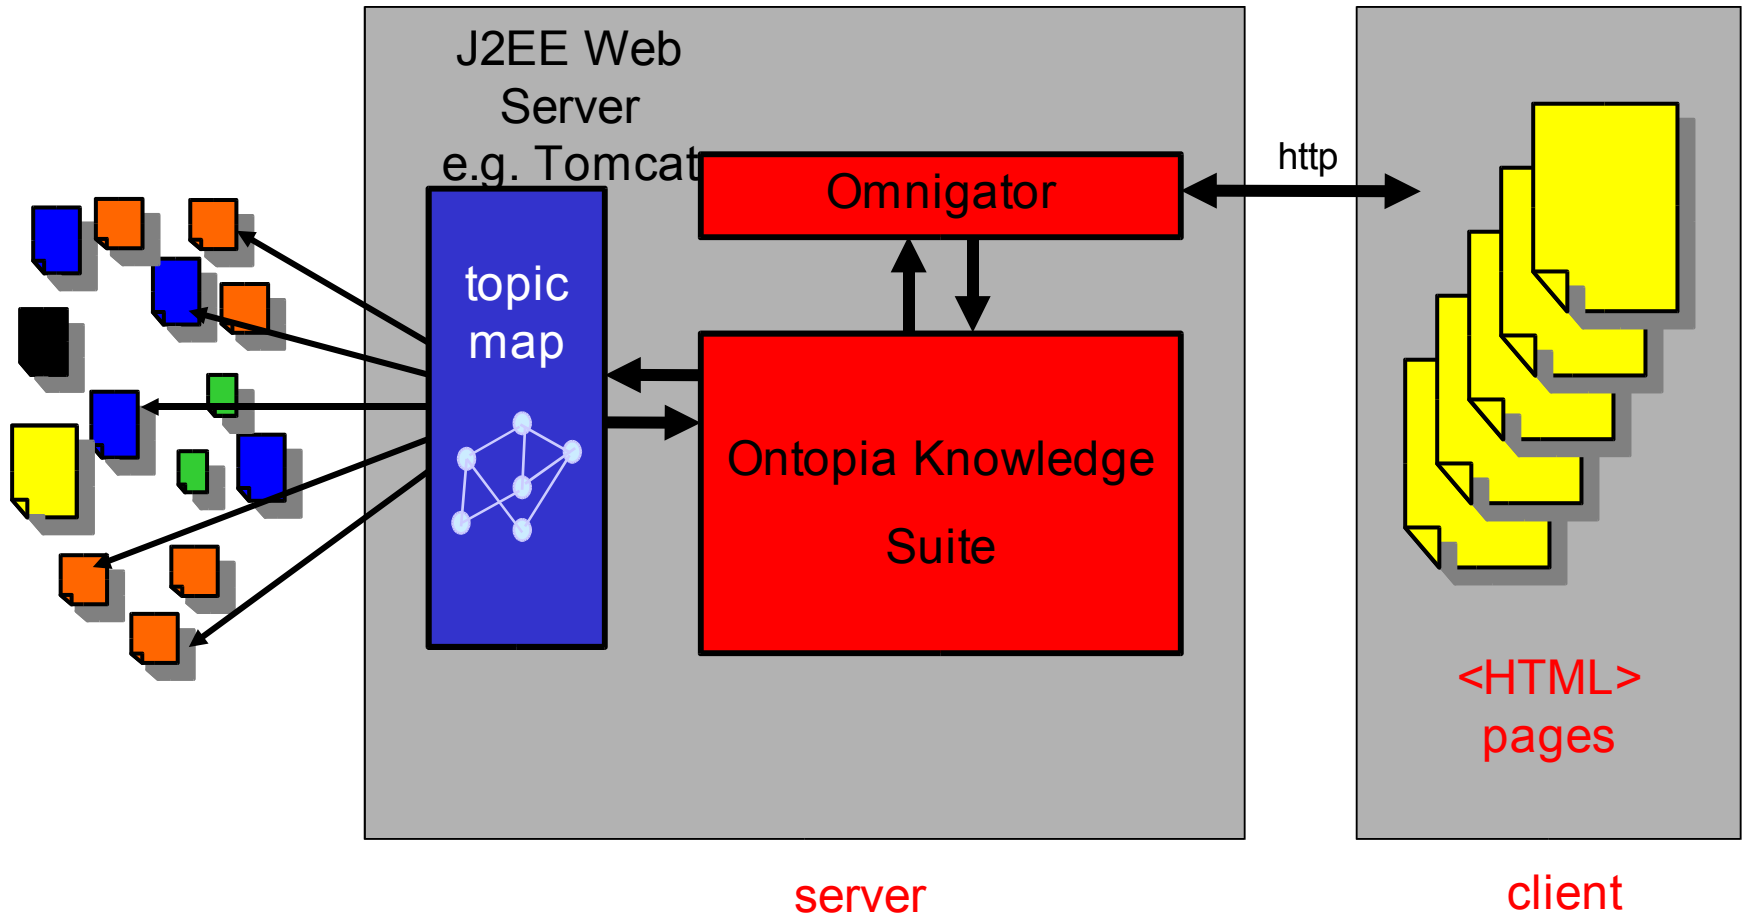 J2EE Web
Server
e.g. Tomcat
Omnigator
http
topic
map
Ontopia Knowledge
Suite
<HTML>
pages
server
client